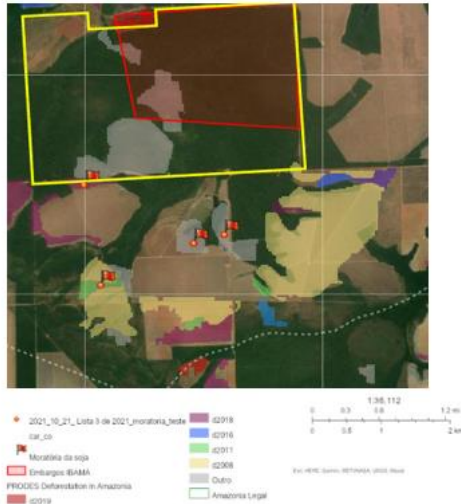 1:36,112
2021_10_21_ Lista 3 de 2021_moratoria_teste
car_co
Moratória da soja
Embargos IBAMA
PRODES Deforestation in Amazonia
d2019
d2018
d2016
d2011
d2008
Outro
Amazonia Legal
0 0.3 0.6 1.2 mi
0 0.5 1 2 km